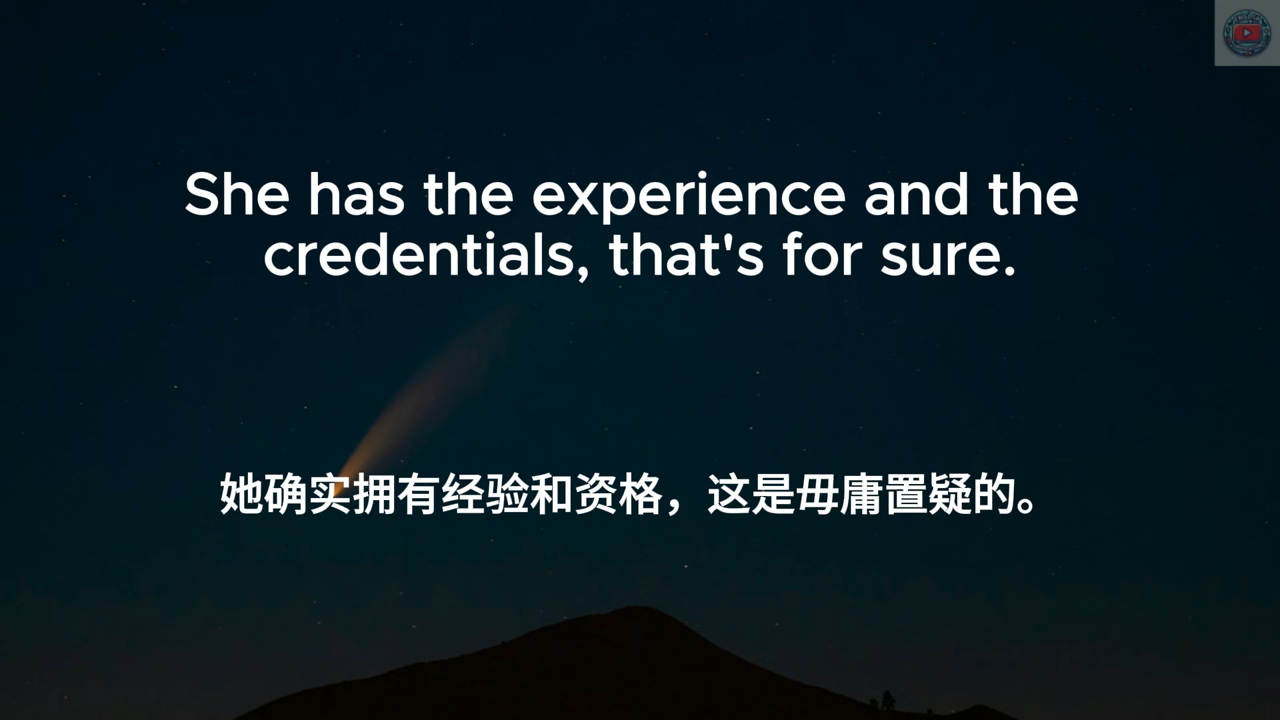 She has the experience and the
credentials, that's for sure.
她确实拥有经验和资格，这是毋庸置疑的。